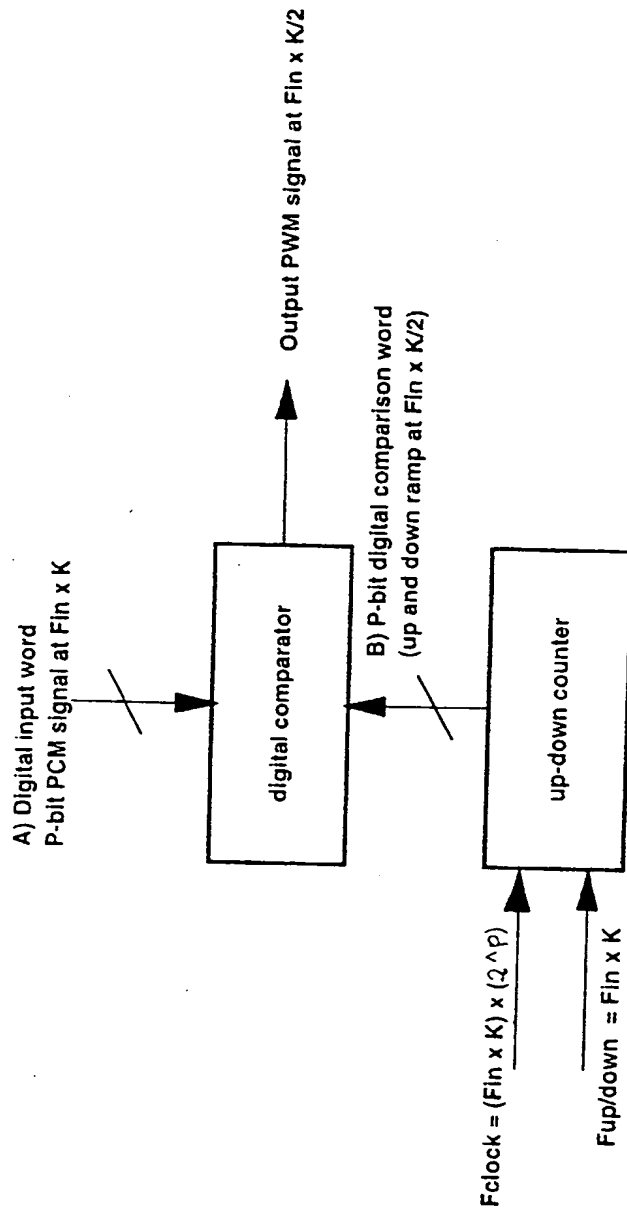 A) Digital input word
P-bit PCM signal at Fin x K
digital comparator
Output PWM signal at Fin x K/2
B) P-bit digital comparison word
(up and down ramp at Fin x K/2)
up-down counter
Fclock = (Fin x K) x (2^P)
Fup/down = Fin x K